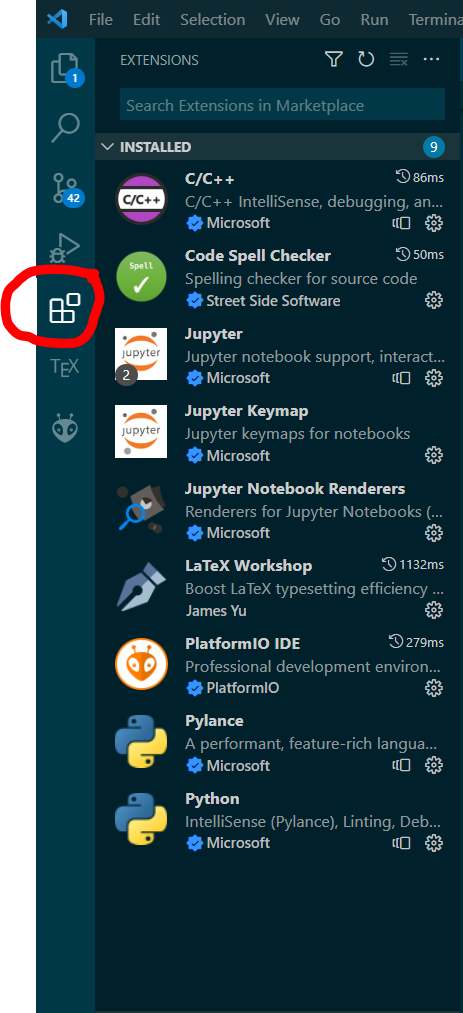 File Edit Selection View Go Run Termina
EXTENSIONS
1
Search Extensions in Marketplace
INSTALLED 9
C/C++ 86ms
C/C++
C/C++ IntelliSense, debugging, an...
Microsoft
42
Code Spell Checker 50ms
Spell
Spelling checker for source code
Street Side Software
Jupyter
jupyter
Jupyter notebook support, interact...
2
Microsoft
TEX
Jupyter Keymap
jupyter
Jupyter keymaps for notebooks
Microsoft
Jupyter Notebook Renderers
Renderers for Jupyter Notebooks (...
Microsoft
LaTeX Workshop 1132ms
Boost LaTeX typesetting efficiency ...
James Yu
PlatformIO IDE 279ms
Professional development environ...
PlatformIO
Pylance
A performant, feature-rich langua...
Microsoft
Python
IntelliSense (Pylance), Linting, Deb...
Microsoft